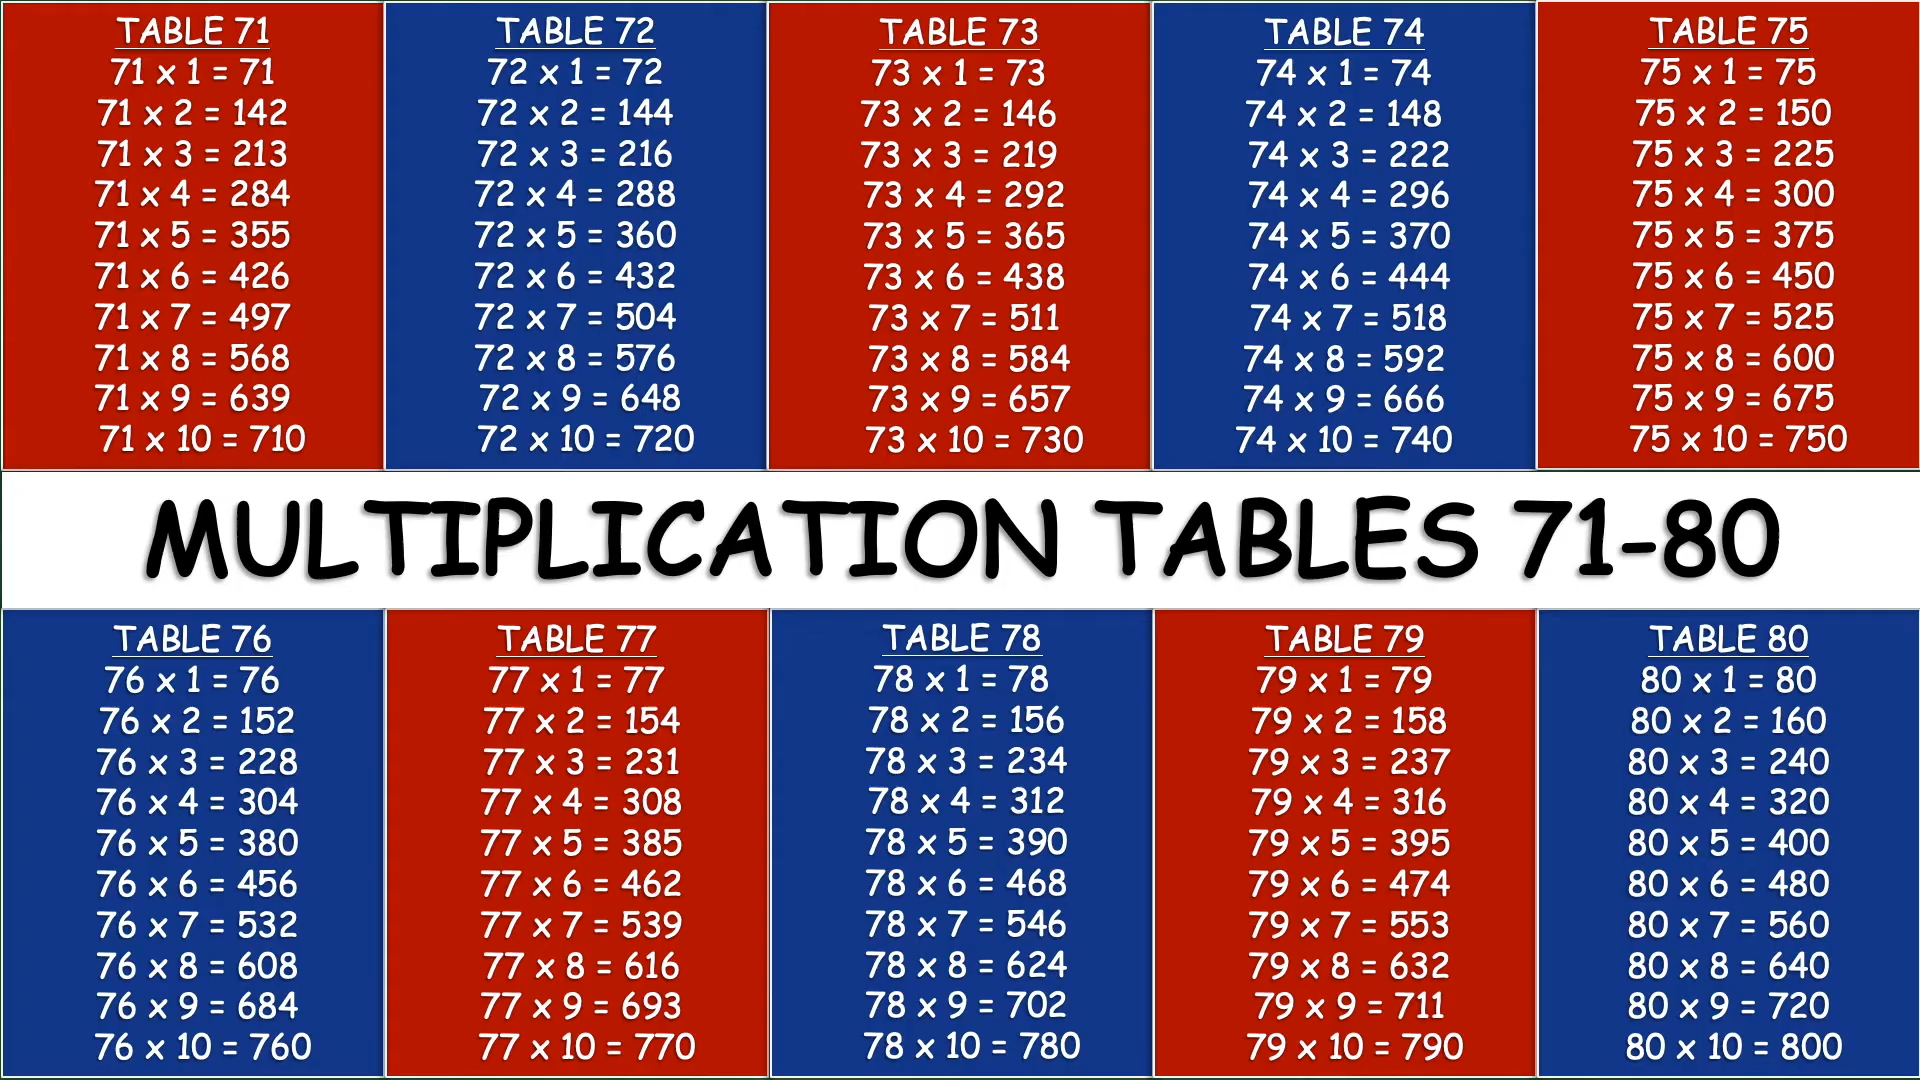 TABLE 71
71 x 1 = 71
71 x 2 = 142
71 x 3 = 213
71 x 4 = 284
71 x 5 = 355
71 x 6 = 426
71 x 7 = 497
71 x 8 = 568
71 x 9 = 639
71 x 10 = 710
TABLE 72
72 x 1 = 72
72 x 2 = 144
72 x 3 = 216
72 x 4 = 288
72 x 5 = 360
72 x 6 = 432
72 x 7 = 504
72 x 8 = 576
72 x 9 = 648
72 x 10 = 720
TABLE 73
73 x 1 = 73
73 x 2 = 146
73 x 3 = 219
73 x 4 = 292
73 x 5 = 365
73 x 6 = 438
73 x 7 = 511
73 x 8 = 584
73 x 9 = 657
73 x 10 = 730
TABLE 74
74 x 1 = 74
74 x 2 = 148
74 x 3 = 222
74 x 4 = 296
74 x 5 = 370
74 x 6 = 444
74 x 7 = 518
74 x 8 = 592
74 x 9 = 666
74 x 10 = 740
TABLE 75
75 x 1 = 75
75 x 2 = 150
75 x 3 = 225
75 x 4 = 300
75 x 5 = 375
75 x 6 = 450
75 x 7 = 525
75 x 8 = 600
75 x 9 = 675
75 x 10 = 750
MULTIPLICATION TABLES 71-80
TABLE 76
76 x 1 = 76
76 x 2 = 152
76 x 3 = 228
76 x 4 = 304
76 x 5 = 380
76 x 6 = 456
76 x 7 = 532
76 x 8 = 608
76 x 9 = 684
76 x 10 = 760
TABLE 77
77 x 1 = 77
77 x 2 = 154
77 x 3 = 231
77 x 4 = 308
77 x 5 = 385
77 x 6 = 462
77 x 7 = 539
77 x 8 = 616
77 x 9 = 693
77 x 10 = 770
TABLE 78
78 x 1 = 78
78 x 2 = 156
78 x 3 = 234
78 x 4 = 312
78 x 5 = 390
78 x 6 = 468
78 x 7 = 546
78 x 8 = 624
78 x 9 = 702
78 x 10 = 780
TABLE 79
79 x 1 = 79
79 x 2 = 158
79 x 3 = 237
79 x 4 = 316
79 x 5 = 395
79 x 6 = 474
79 x 7 = 553
79 x 8 = 632
79 x 9 = 711
79 x 10 = 790
TABLE 80
80 x 1 = 80
80 x 2 = 160
80 x 3 = 240
80 x 4 = 320
80 x 5 = 400
80 x 6 = 480
80 x 7 = 560
80 x 8 = 640
80 x 9 = 720
80 x 10 = 800